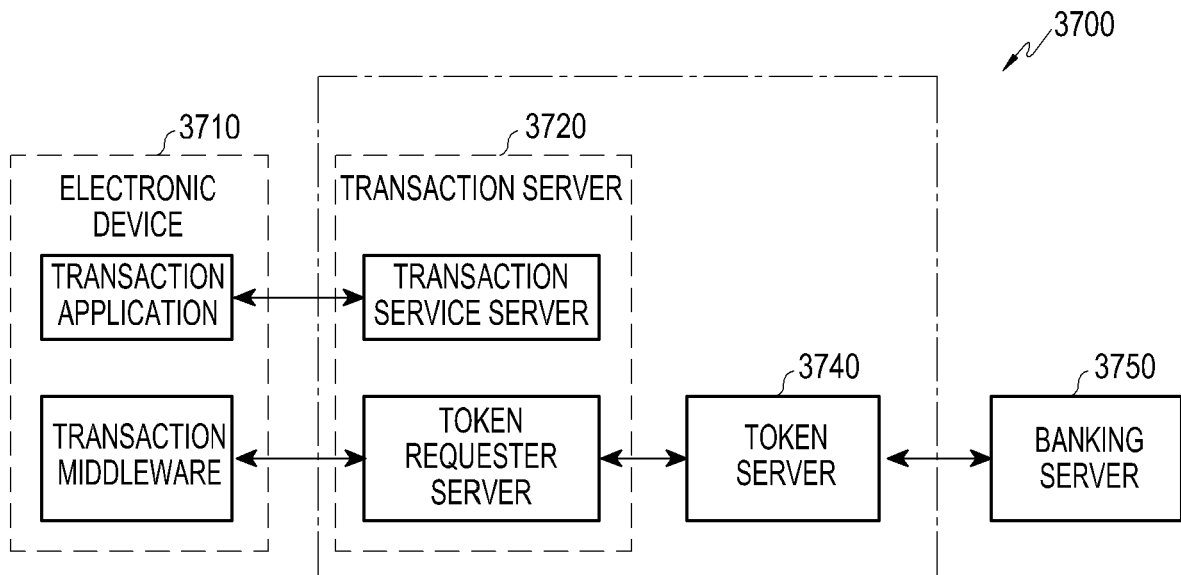 3700
3710
3720
ELECTRONIC
DEVICE
TRANSACTION SERVER
TRANSACTION
APPLICATION
TRANSACTION
SERVICE SERVER
3740
3750
TRANSACTION
MIDDLEWARE
TOKEN
REQUESTER
SERVER
TOKEN
SERVER
BANKING
SERVER